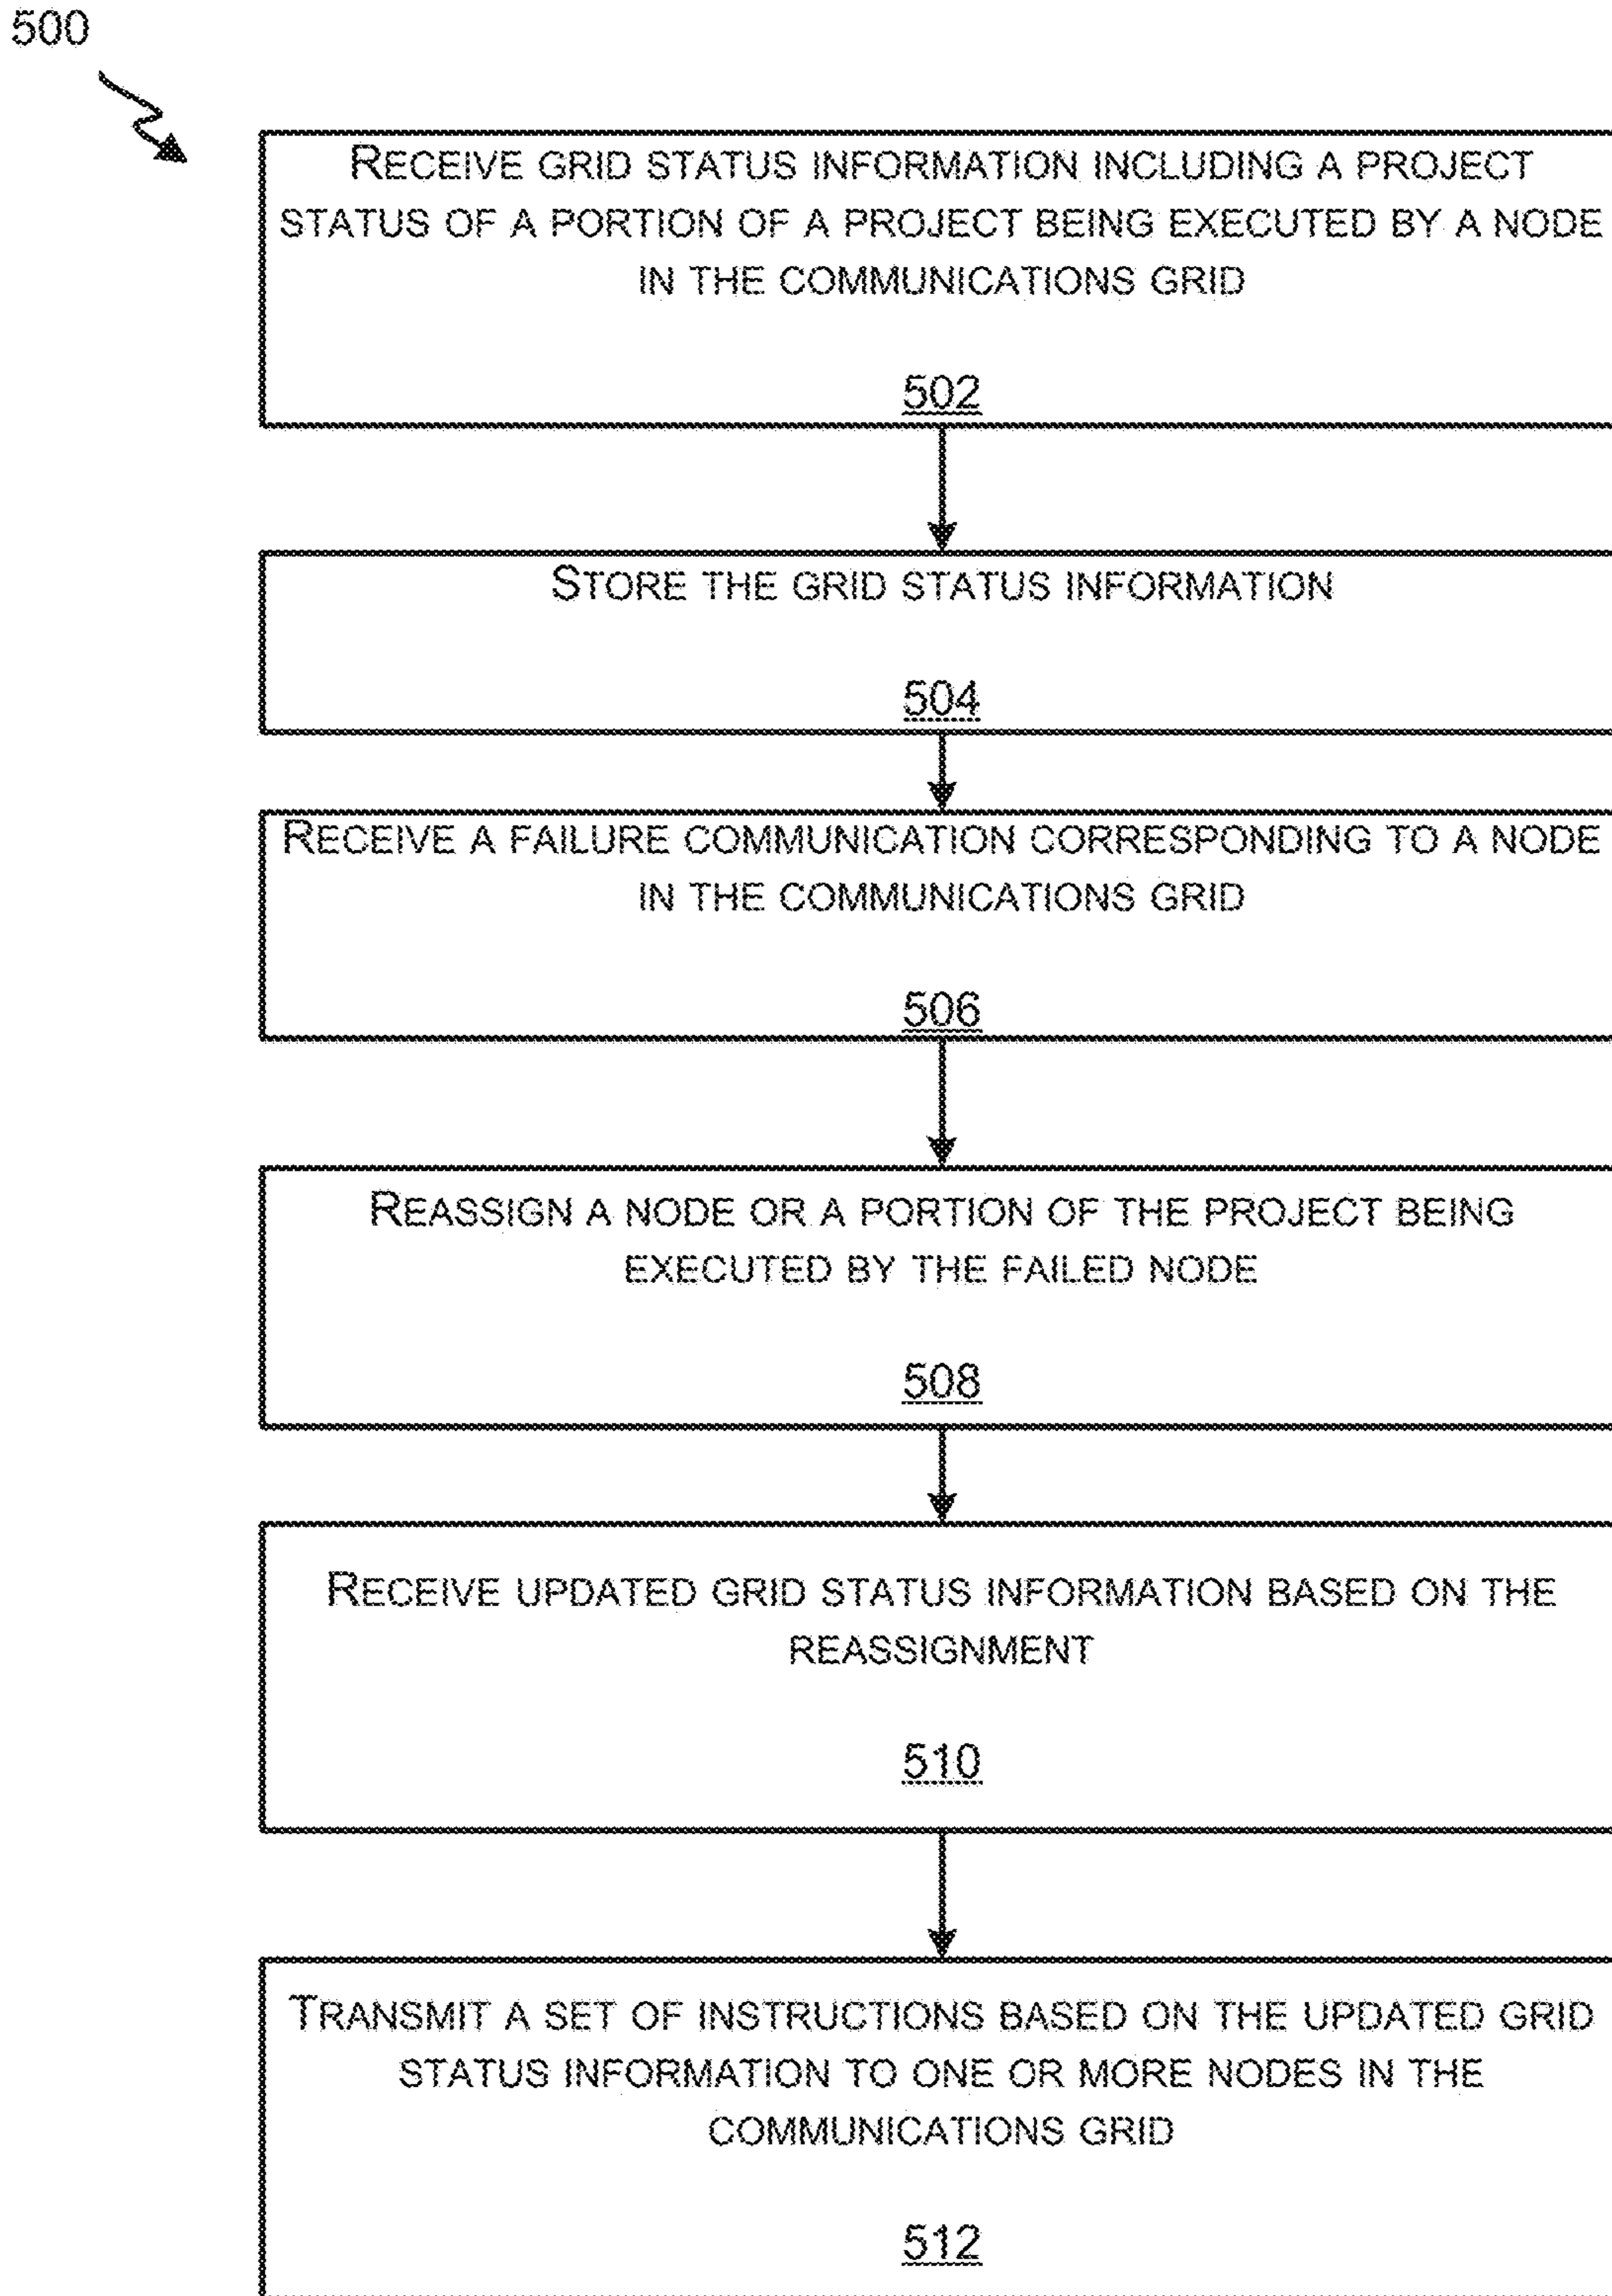 500
RECEIVE GRID STATUS INFORMATION INCLUDING A PROJECT
STATUS OF A PORTION OF A PROJECT BEING EXECUTED BY A NODE
IN THE COMMUNICATIONS GRID
502
STORE THE GRID STATUS INFORMATION
504
RECEIVE A FAILURE COMMUNICATION CORRESPONDING TO A NODE
IN THE COMMUNICATIONS GRID
506
REASSIGN A NODE OR A PORTION OF THE PROJECT BEING
EXECUTED BY THE FAILED NODE
508
RECEIVE UPDATED GRID STATUS INFORMATION BASED ON THE
REASSIGNMENT
510
TRANSMIT A SET OF INSTRUCTIONS BASED ON THE UPDATED GRID
STATUS INFORMATION TO ONE OR MORE NODES IN THE
COMMUNICATIONS GRID
512